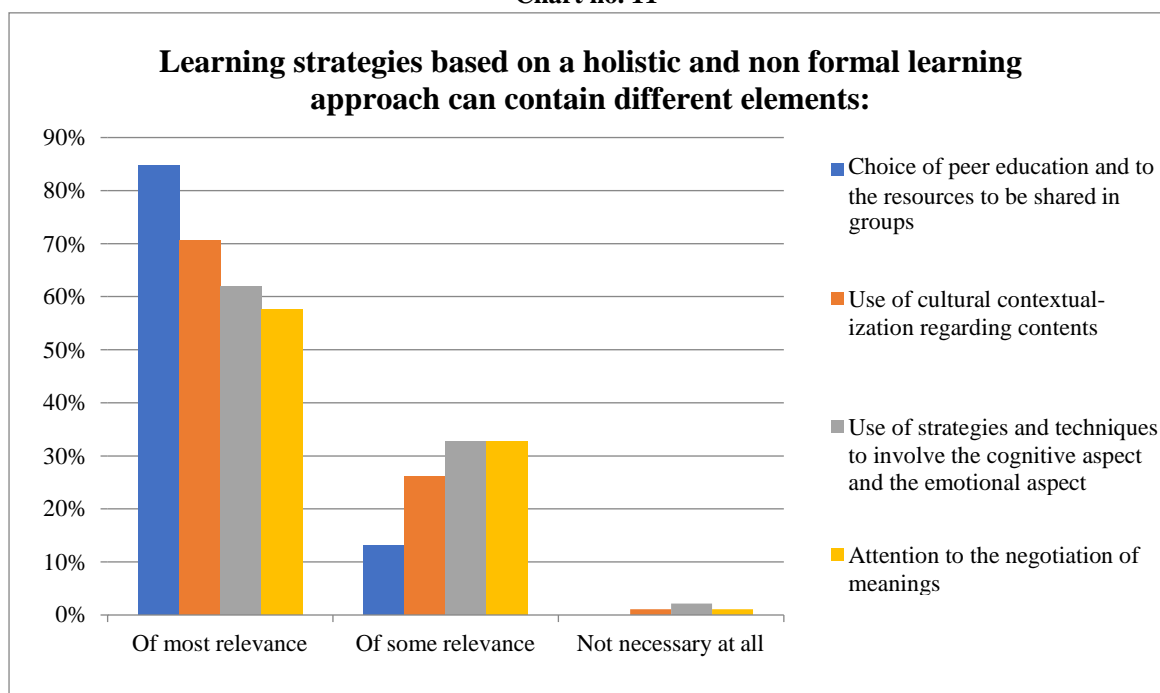 Chart no. 11
Learning strategies based on a holistic and non formal learning
approach can contain different elements:
90%
80%
70%
60%
50%
40%
30%
20%
10%
0%
Of most relevance
Of some relevance
Not necessary at all
Choice of peer education and to
the resources to be shared in
groups
Use of cultural contextual-
ization regarding contents
Use of strategies and techniques
to involve the cognitive aspect
and the emotional aspect
Attention to the negotiation of
meanings